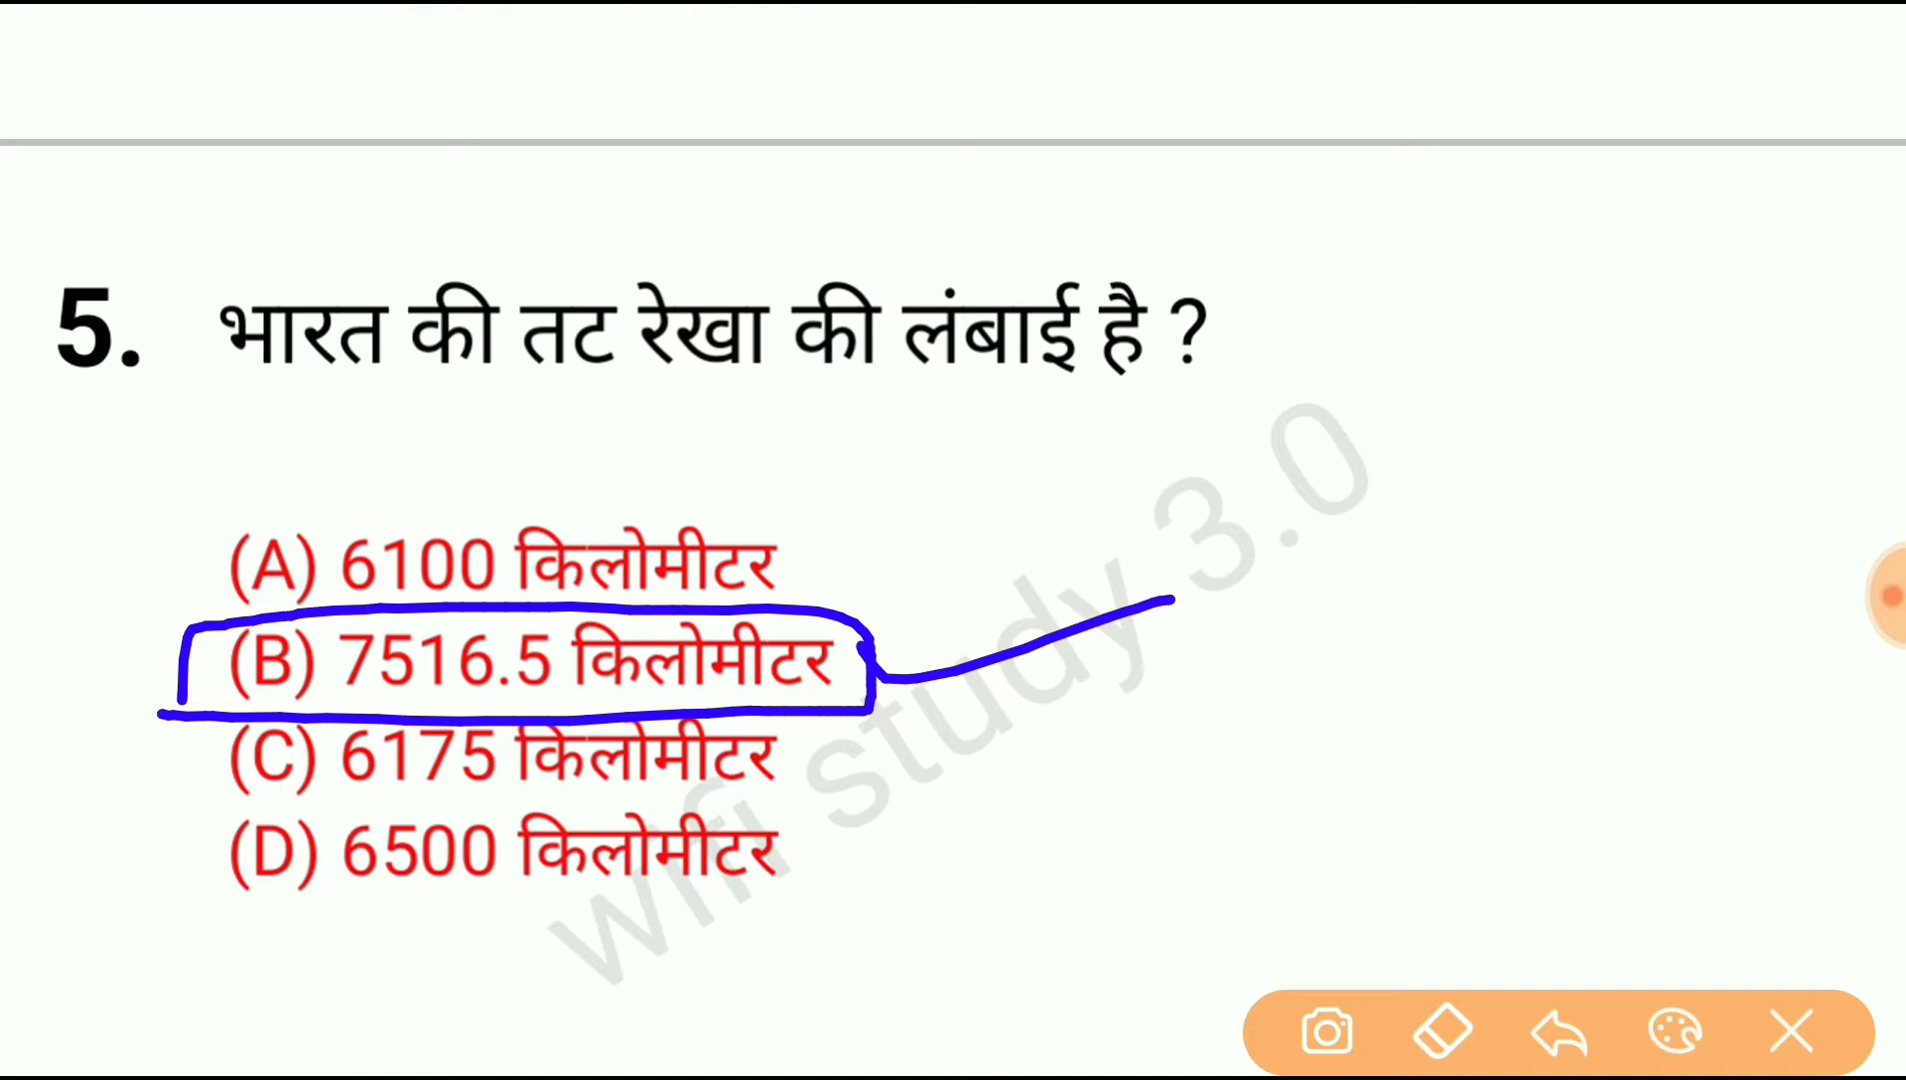 5. भारत की तट रेखा की लंबाई है ?
(A) 6100 किलोमीटर
(B) 7516.5 किलोमीटर
(C) 6175 किलोमीटर
(D) 6500 किलोमीटर
wifi study 3.0